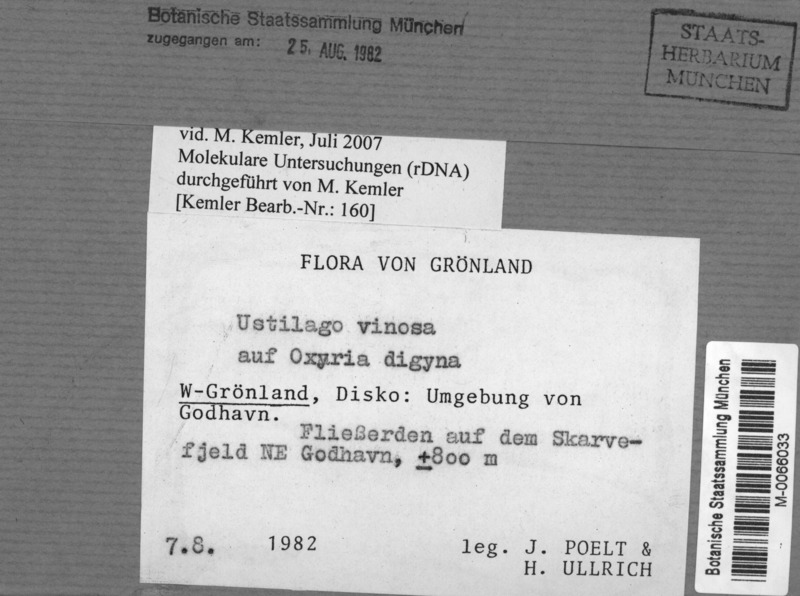 Botanische Staatssammlung München
zugegangen am: 25. AUG. 1982
STAATS-
HERBARIUM
MÜNCHEN
vid. M. Kemler, Juli 2007
Molekulare Untersuchungen (rDNA)
durchgeführt von M. Kemler
[Kemler Bearb.-Nr.: 160]
FLORA VON GRÖNLAND
Ustilago vinosa
auf Oxyria digyna
W-Grönland, Disko: Umgebung von
Godhavn.
Fließerden auf dem Skarve-
fjeld NE Godhavn, ±800 m
7.8. 1982 leg. J. POELT &
H. ULLRICH
Botanische Staatssammlung München
M-0066033